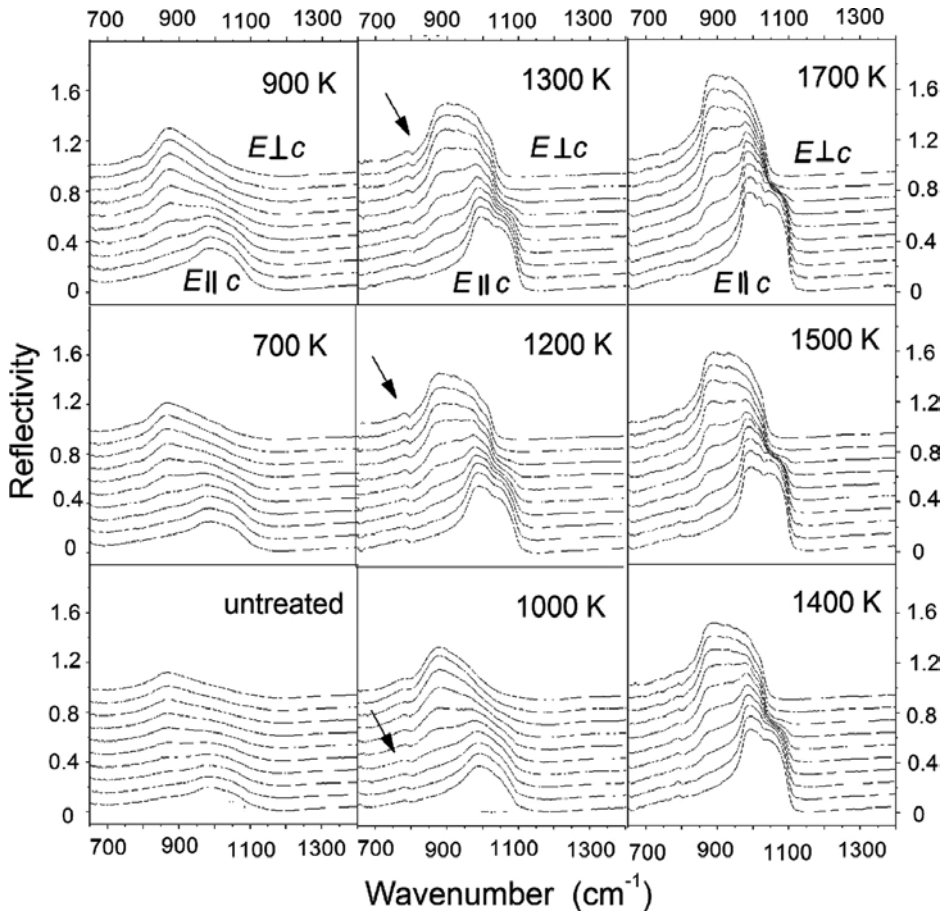 700 900 1100 1300 700 900 1100 1300 700 900 1100 1300
1.6 900 K 1300 K 1700 K 1.6
1.2 E⊥c E⊥c E⊥c 1.2
0.8 0.8
0.4 0.4
0 E || c E || c E || c 0
1.6 700 K 1200 K 1500 K 1.6
1.2 1.2
0.8 0.8
0.4 0.4
0 0
1.6 untreated 1000 K 1400 K 1.6
1.2 1.2
0.8 0.8
0.4 0.4
0 0
700 900 1100 1300 700 900 1100 1300 700 900 1100 1300
Reflectivity
Wavenumber (cm⁻¹)